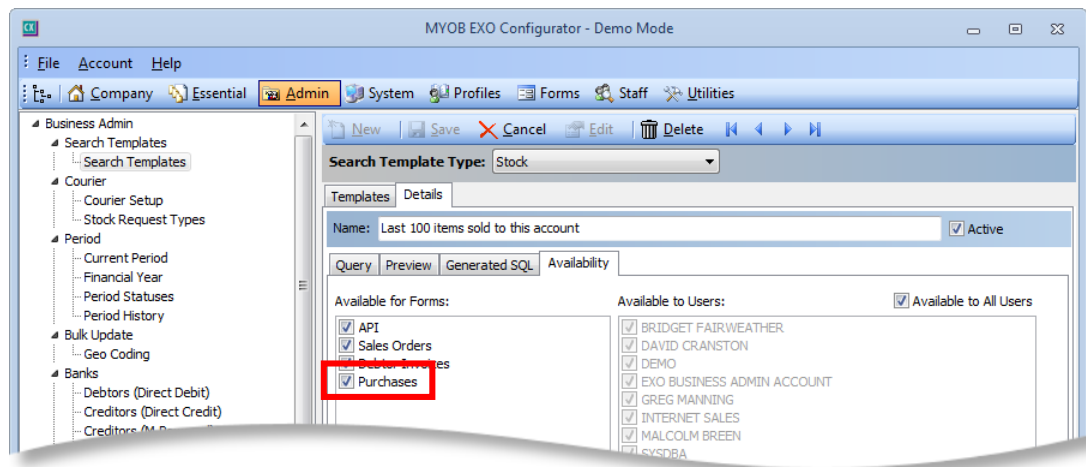 MYOB EXO Configurator - Demo Mode
File Account Help
Company Essential Admin System Profiles Forms Staff Utilities
Business Admin
Search Templates
Search Templates
Courier
Courier Setup
Stock Request Types
Period
Current Period
Financial Year
Period Statuses
Period History
Bulk Update
Geo Coding
Banks
Debtors (Direct Debit)
Creditors (Direct Credit)
Creditors
New Save Cancel Edit Delete
Search Template Type: Stock
Templates Details
Name: Last 100 items sold to this account Active
Query Preview Generated SQL Availability
Available for Forms:
API
Sales Orders
Debtor Invoices
Purchases
Available to Users: Available to All Users
BRIDGET FAIRWEATHER
DAVID CRANSTON
DEMO
EXO BUSINESS ADMIN ACCOUNT
GREG MANNING
INTERNET SALES
MALCOLM BREEN
SYSDBA